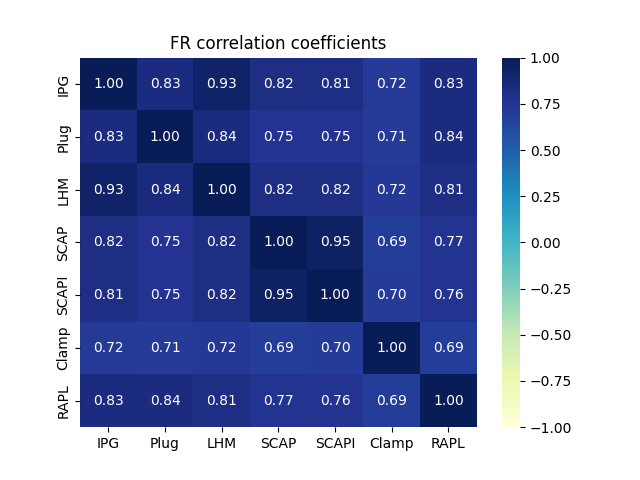 FR correlation coefficients
IPG 1.00 0.83 0.93 0.82 0.81 0.72 0.83
Plug 0.83 1.00 0.84 0.75 0.75 0.71 0.84
LHM 0.93 0.84 1.00 0.82 0.82 0.72 0.81
SCAP 0.82 0.75 0.82 1.00 0.95 0.69 0.77
SCAPI 0.81 0.75 0.82 0.95 1.00 0.70 0.76
Clamp 0.72 0.71 0.72 0.69 0.70 1.00 0.69
RAPL 0.83 0.84 0.81 0.77 0.76 0.69 1.00
IPG Plug LHM SCAP SCAPI Clamp RAPL
1.00
0.75
0.50
0.25
0.00
−0.25
−0.50
−0.75
−1.00